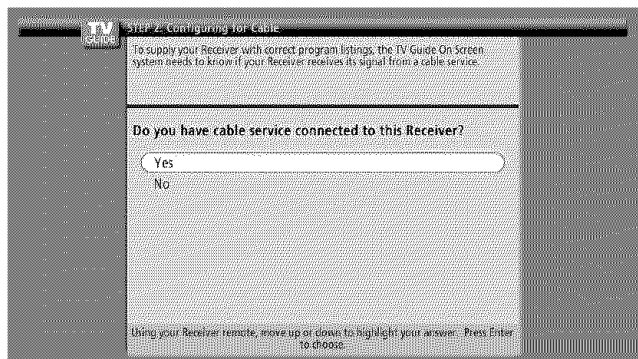 TV
GUIDE
STEP 2: Configuring for Cable
To supply your Receiver with correct program listings, the TV Guide On Screen
system needs to know if your Receiver receives its signal from a cable service.
Do you have cable service connected to this Receiver?
Yes
No
Using your Receiver remote, move up or down to highlight your answer. Press Enter
to choose.